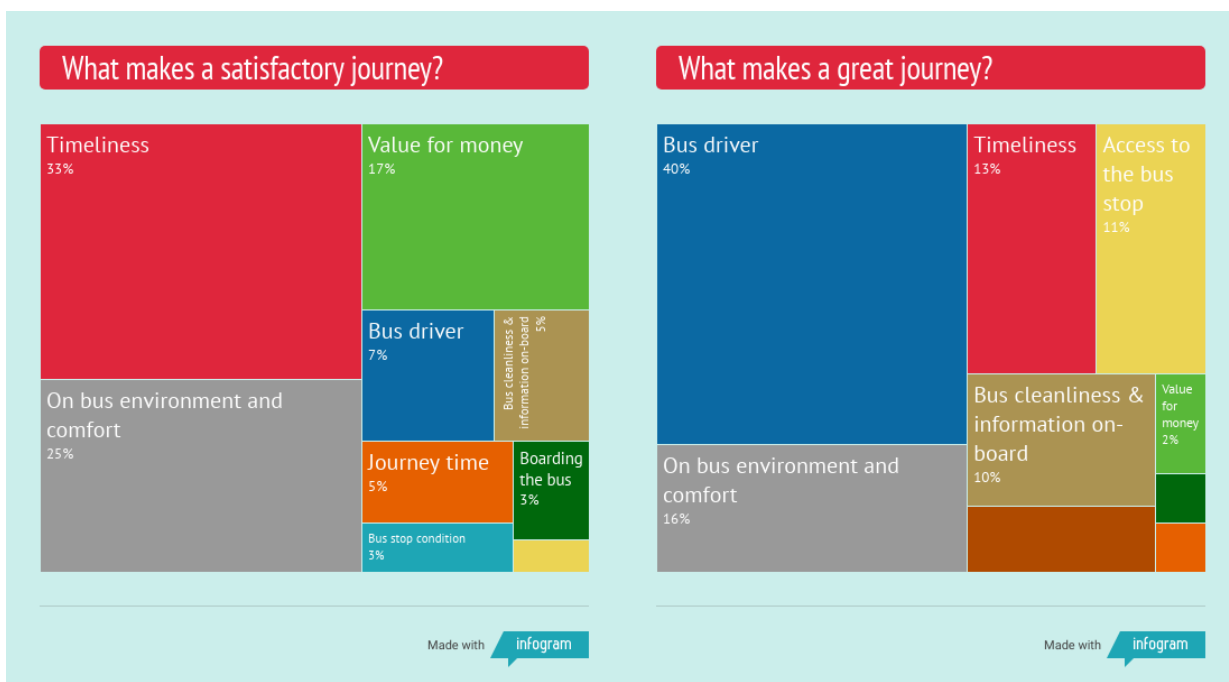 What makes a satisfactory journey?
Timeliness
33%
Value for money
17%
Bus driver
7%
Bus cleanliness &
information on-board
5%
On bus environment and
comfort
25%
Journey time
5%
Boarding
the bus
3%
Bus stop condition
3%
Made with
infogram
What makes a great journey?
Bus driver
40%
Timeliness
13%
Access to
the bus
stop
11%
Bus cleanliness &
information on-
board
10%
Value
for
money
2%
On bus environment and
comfort
16%
Made with
infogram